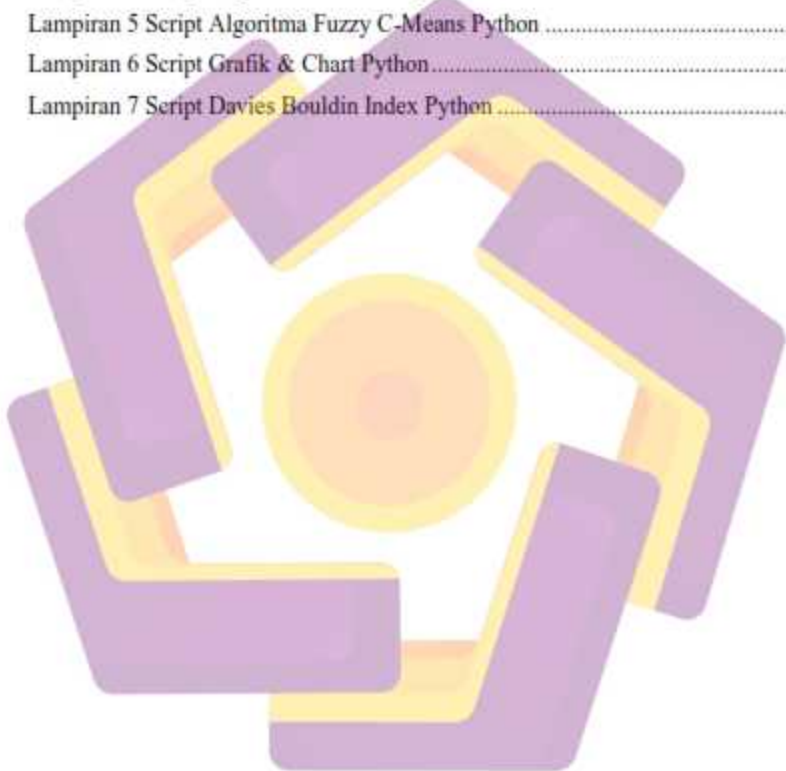 Lampiran 5 Script Algoritma Fuzzy C-Means Python ........................................
Lampiran 6 Script Grafik & Chart Python............................................................
Lampiran 7 Script Davies Bouldin Index Python ................................................